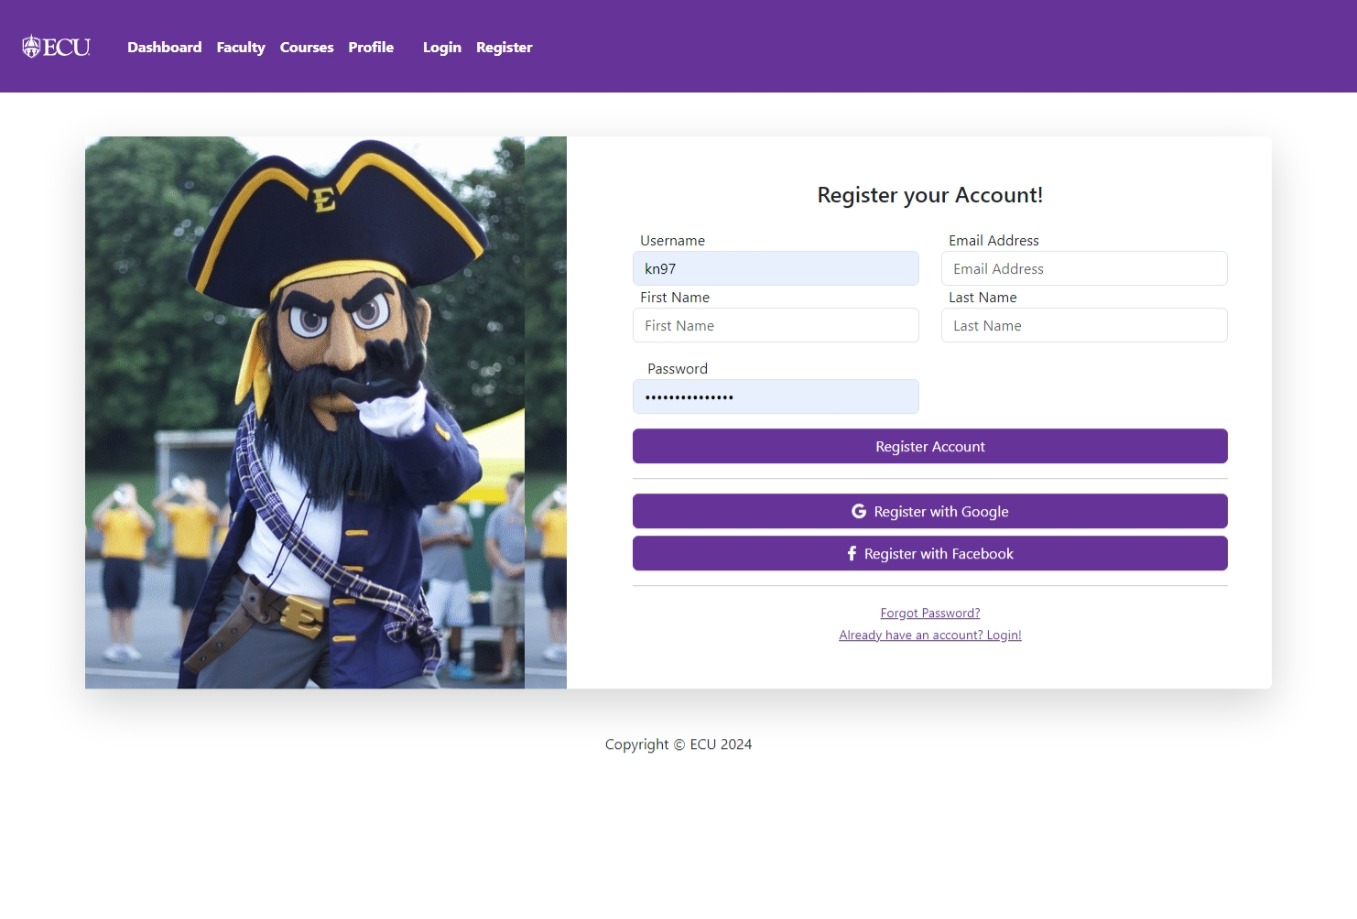 ECU
Dashboard Faculty Courses Profile Login Register
E
Register your Account!
Username Email Address
kn97 Email Address
First Name Last Name
First Name Last Name
Password
•••••••••••••••
Register Account
G Register with Google
f Register with Facebook
Forgot Password?
Already have an account? Login!
E
Copyright © ECU 2024